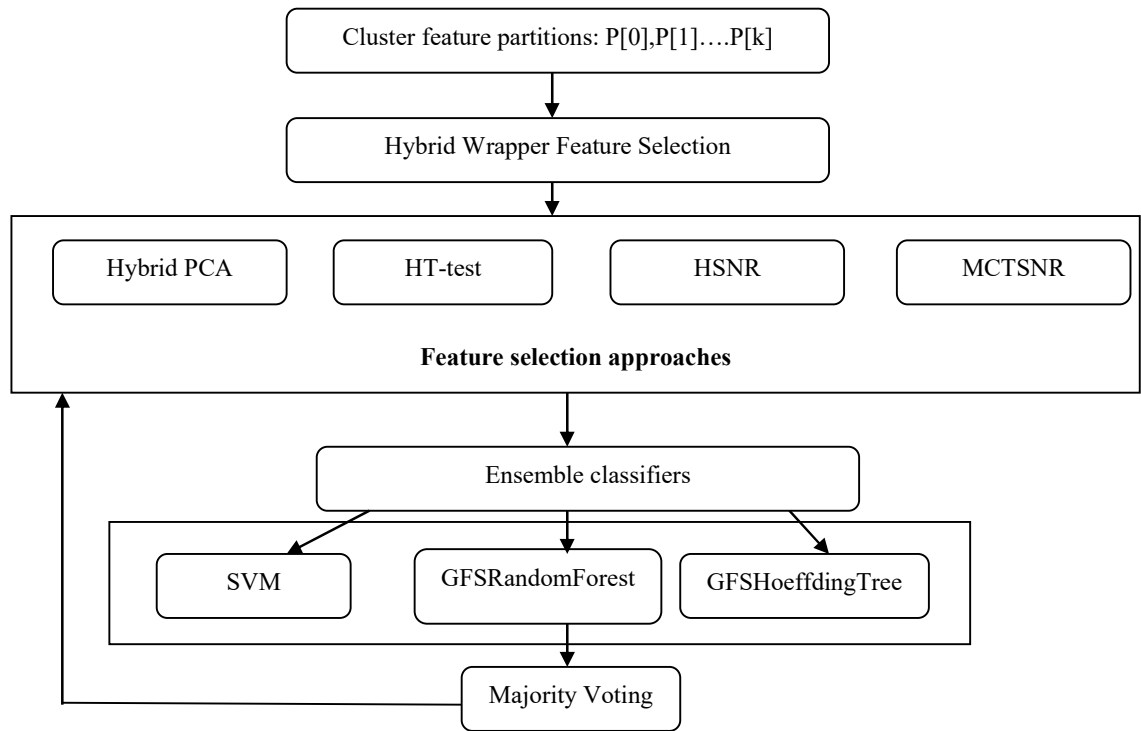 Cluster feature partitions: P[0],P[1]….P[k]
Hybrid Wrapper Feature Selection
Hybrid PCA
HT-test
HSNR
MCTSNR
Feature selection approaches
Ensemble classifiers
SVM
GFSRandomForest
GFSHoeffdingTree
Majority Voting